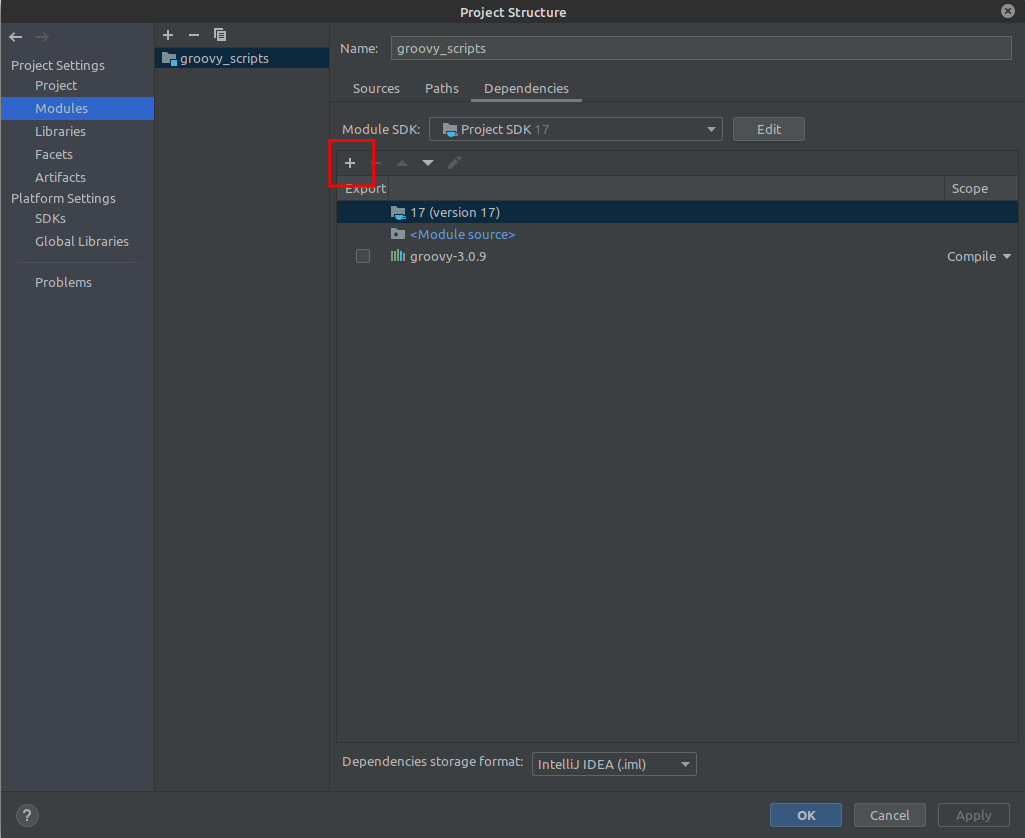 Project Structure
Project Settings
Project
Modules
Libraries
Facets
Artifacts
Platform Settings
SDKs
Global Libraries
Problems
groovy_scripts
Name: groovy_scripts
Sources Paths Dependencies
Module SDK: Project SDK 17 Edit
Export Scope
17 (version 17)
<Module source>
groovy-3.0.9 Compile
Dependencies storage format: IntelliJ IDEA (.iml)
? OK Cancel Apply